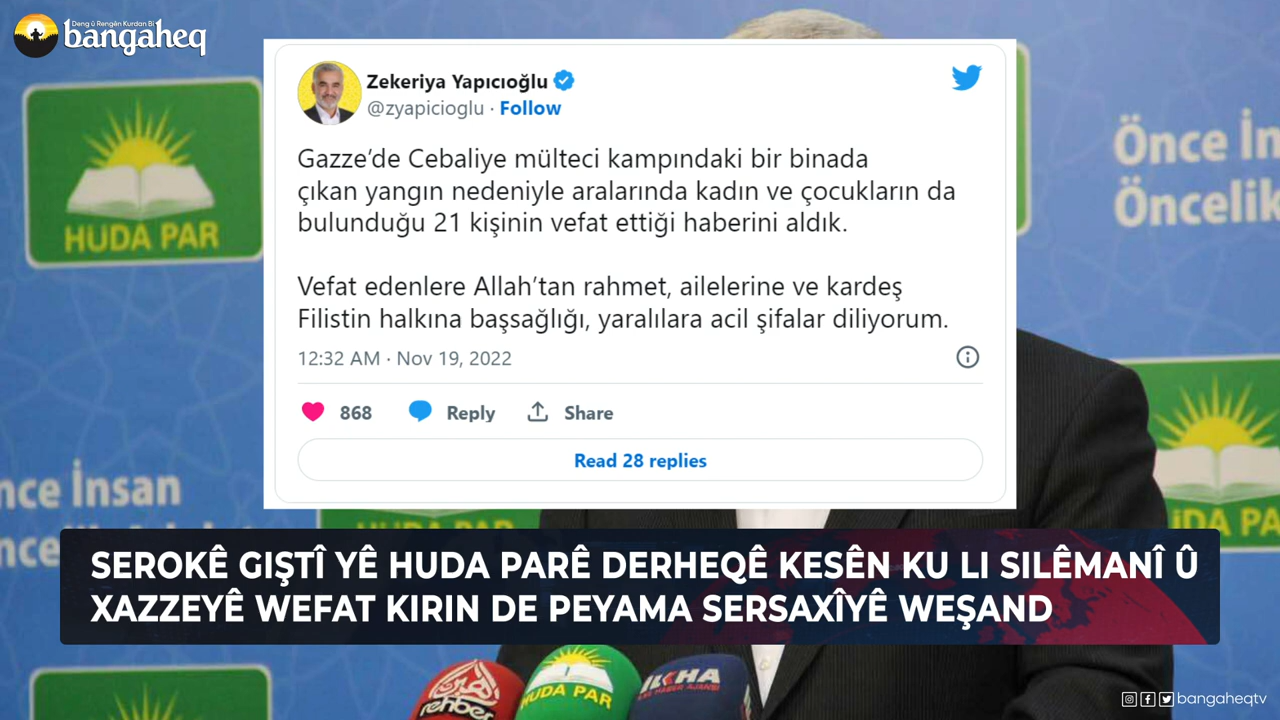 Deng û Rengên Kurdan Bi
bangaheq
Zekeriya Yapıcıoğlu
@zyapicioglu · Follow
Gazze'de Cebaliye mülteci kampındaki bir binada
çıkan yangın nedeniyle aralarında kadın ve çocukların da
bulunduğu 21 kişinin vefat ettiği haberini aldık.
Vefat edenlere Allah'tan rahmet, ailelerine ve kardeş
Filistin halkına başsağlığı, yaralılara acil şifalar diliyorum.
12:32 AM · Nov 19, 2022
868 Reply Share
Read 28 replies
HUDA PAR
Önce İn
Öncelik
nce İnsan
nce
HUDA PAR
İDA PA
SEROKÊ GIŞTÎ YÊ HUDA PARÊ DERHEQÊ KESÊN KU LI SILÊMANÎ Û
XAZZEYÊ WEFAT KIRIN DE PEYAMA SERSAXÎYÊ WEŞAND
rehber
HUDA PAR
İLKHA
bangaheqtv